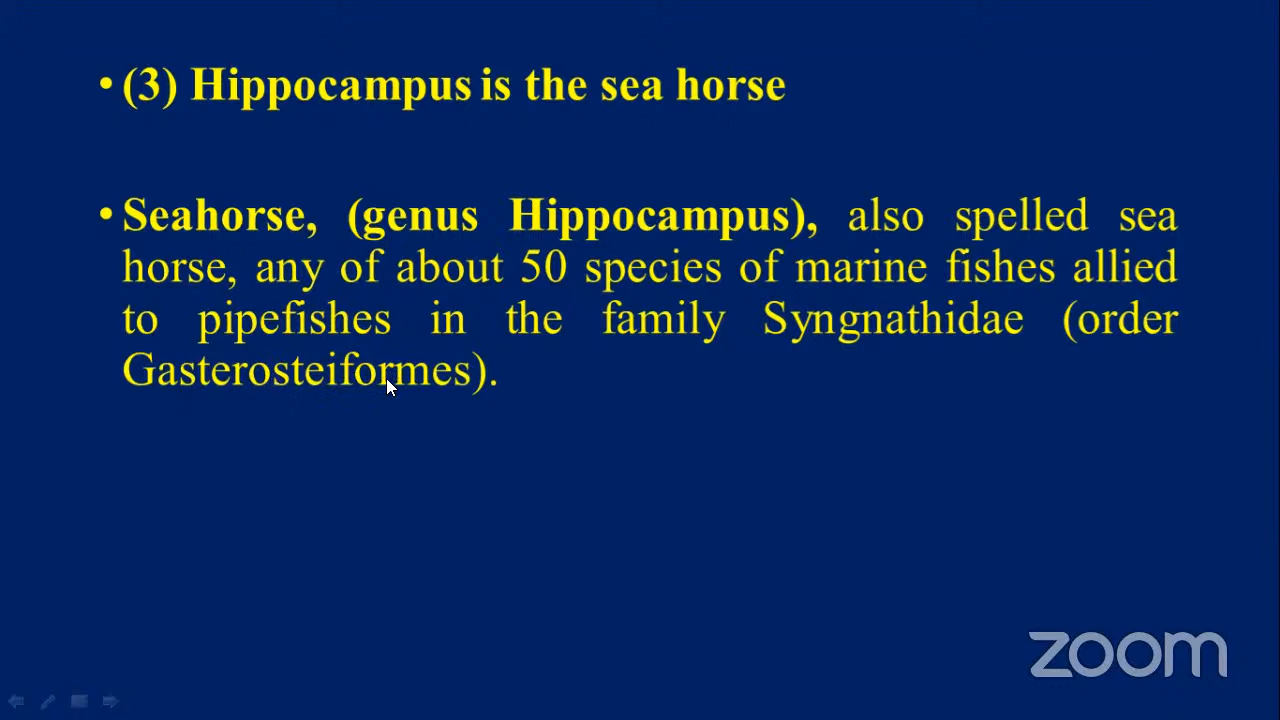 • (3) Hippocampus is the sea horse
• Seahorse, (genus Hippocampus), also spelled sea
horse, any of about 50 species of marine fishes allied
to pipefishes in the family Syngnathidae (order
Gasterosteiformes).
zoom